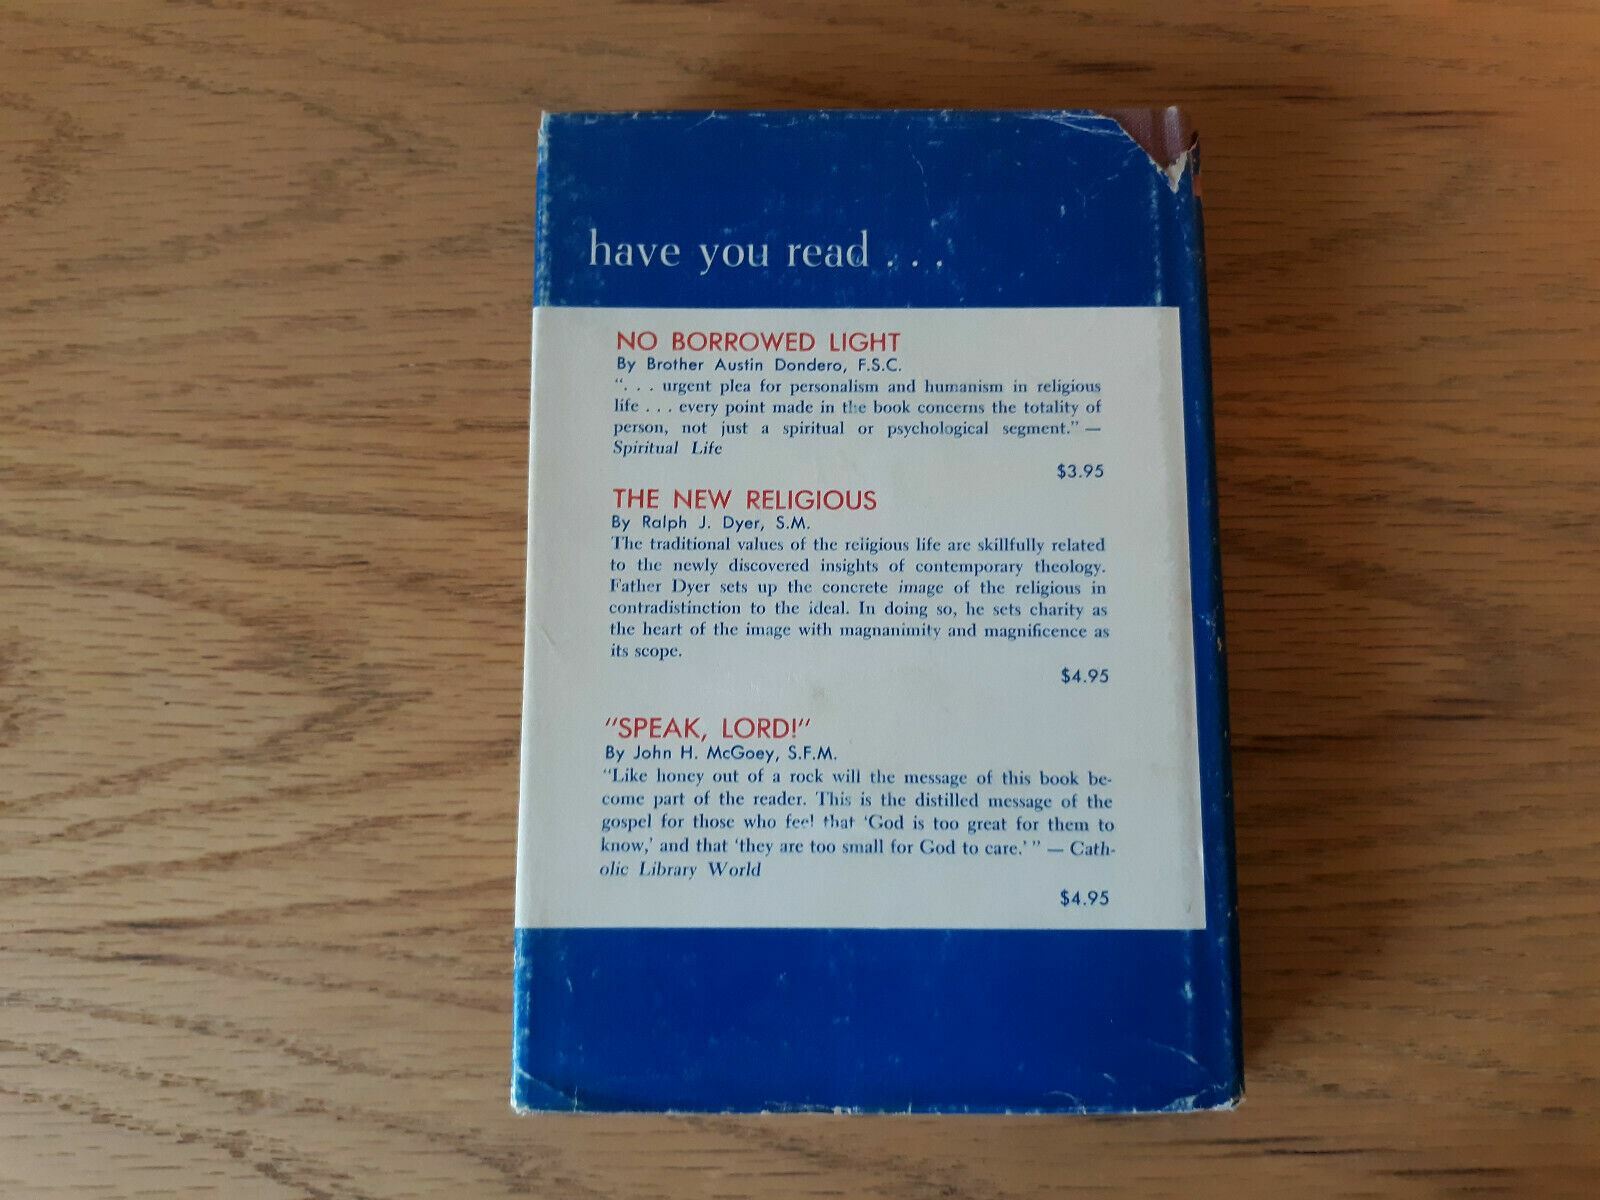 have you read . . .
NO BORROWED LIGHT
By Brother Austin Dondero, F.S.C.
". . . urgent plea for personalism and humanism in religious
life . . . every point made in the book concerns the totality of
person, not just a spiritual or psychological segment." —
Spiritual Life
$3.95
THE NEW RELIGIOUS
By Ralph J. Dyer, S.M.
The traditional values of the religious life are skillfully related
to the newly discovered insights of contemporary theology.
Father Dyer sets up the concrete image of the religious in
contradistinction to the ideal. In doing so, he sets charity as
the heart of the image with magnanimity and magnificence as
its scope.
$4.95
"SPEAK, LORD!"
By John H. McGoey, S.F.M.
"Like honey out of a rock will the message of this book be-
come part of the reader. This is the distilled message of the
gospel for those who feel that 'God is too great for them to
know,' and that 'they are too small for God to care.' " — Cath-
olic Library World
$4.95